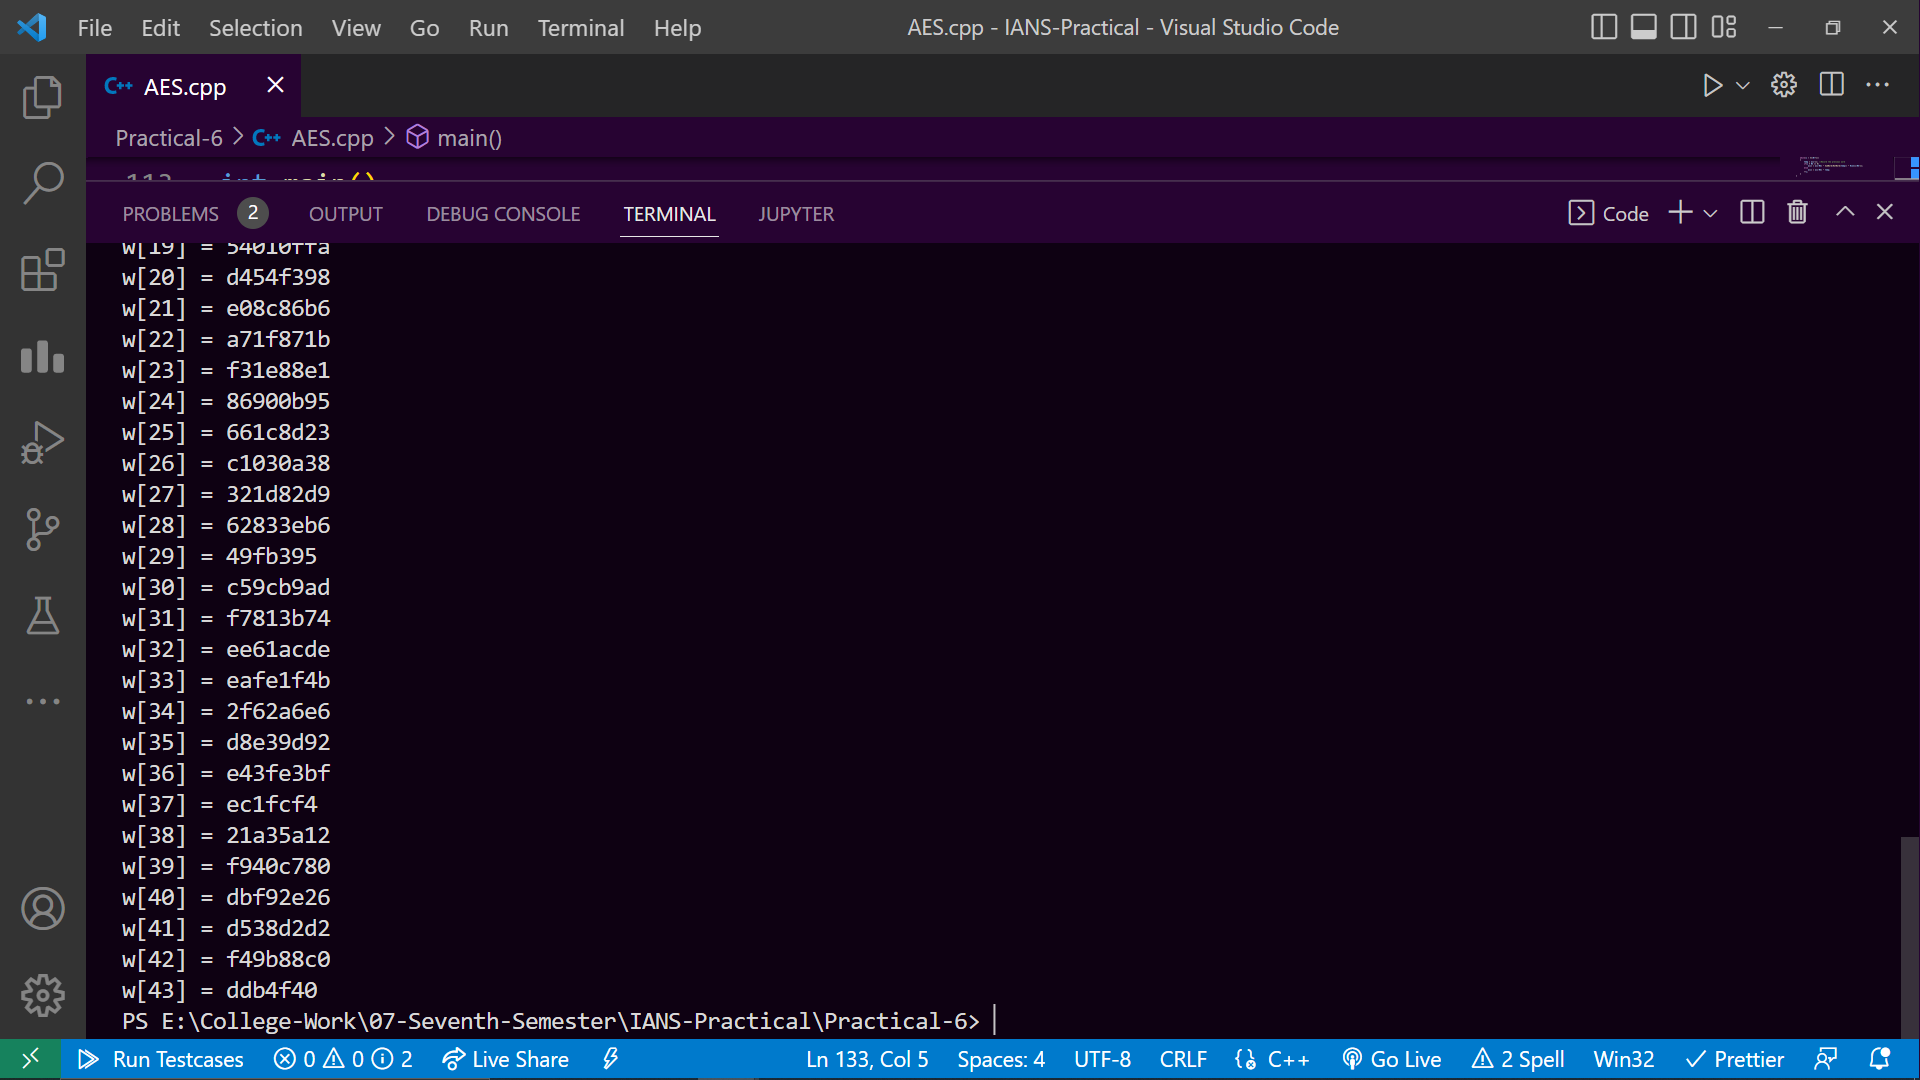 File Edit Selection View Go Run Terminal Help AES.cpp - IANS-Practical - Visual Studio Code
C++ AES.cpp
Practical-6 > C++ AES.cpp > main()
113 int main()
PROBLEMS 2 OUTPUT DEBUG CONSOLE TERMINAL JUPYTER Code
w[19] = 54010ffa
w[20] = d454f398
w[21] = e08c86b6
w[22] = a71f871b
w[23] = f31e88e1
w[24] = 86900b95
w[25] = 661c8d23
w[26] = c1030a38
w[27] = 321d82d9
w[28] = 62833eb6
w[29] = 49fb395
w[30] = c59cb9ad
w[31] = f7813b74
w[32] = ee61acde
w[33] = eafe1f4b
w[34] = 2f62a6e6
w[35] = d8e39d92
w[36] = e43fe3bf
w[37] = ec1fcf4
w[38] = 21a35a12
w[39] = f940c780
w[40] = dbf92e26
w[41] = d538d2d2
w[42] = f49b88c0
w[43] = ddb4f40
PS E:\College-Work\07-Seventh-Semester\IANS-Practical\Practical-6>
Run Testcases 0 0 2 Live Share Ln 133, Col 5 Spaces: 4 UTF-8 CRLF C++ Go Live 2 Spell Win32 Prettier